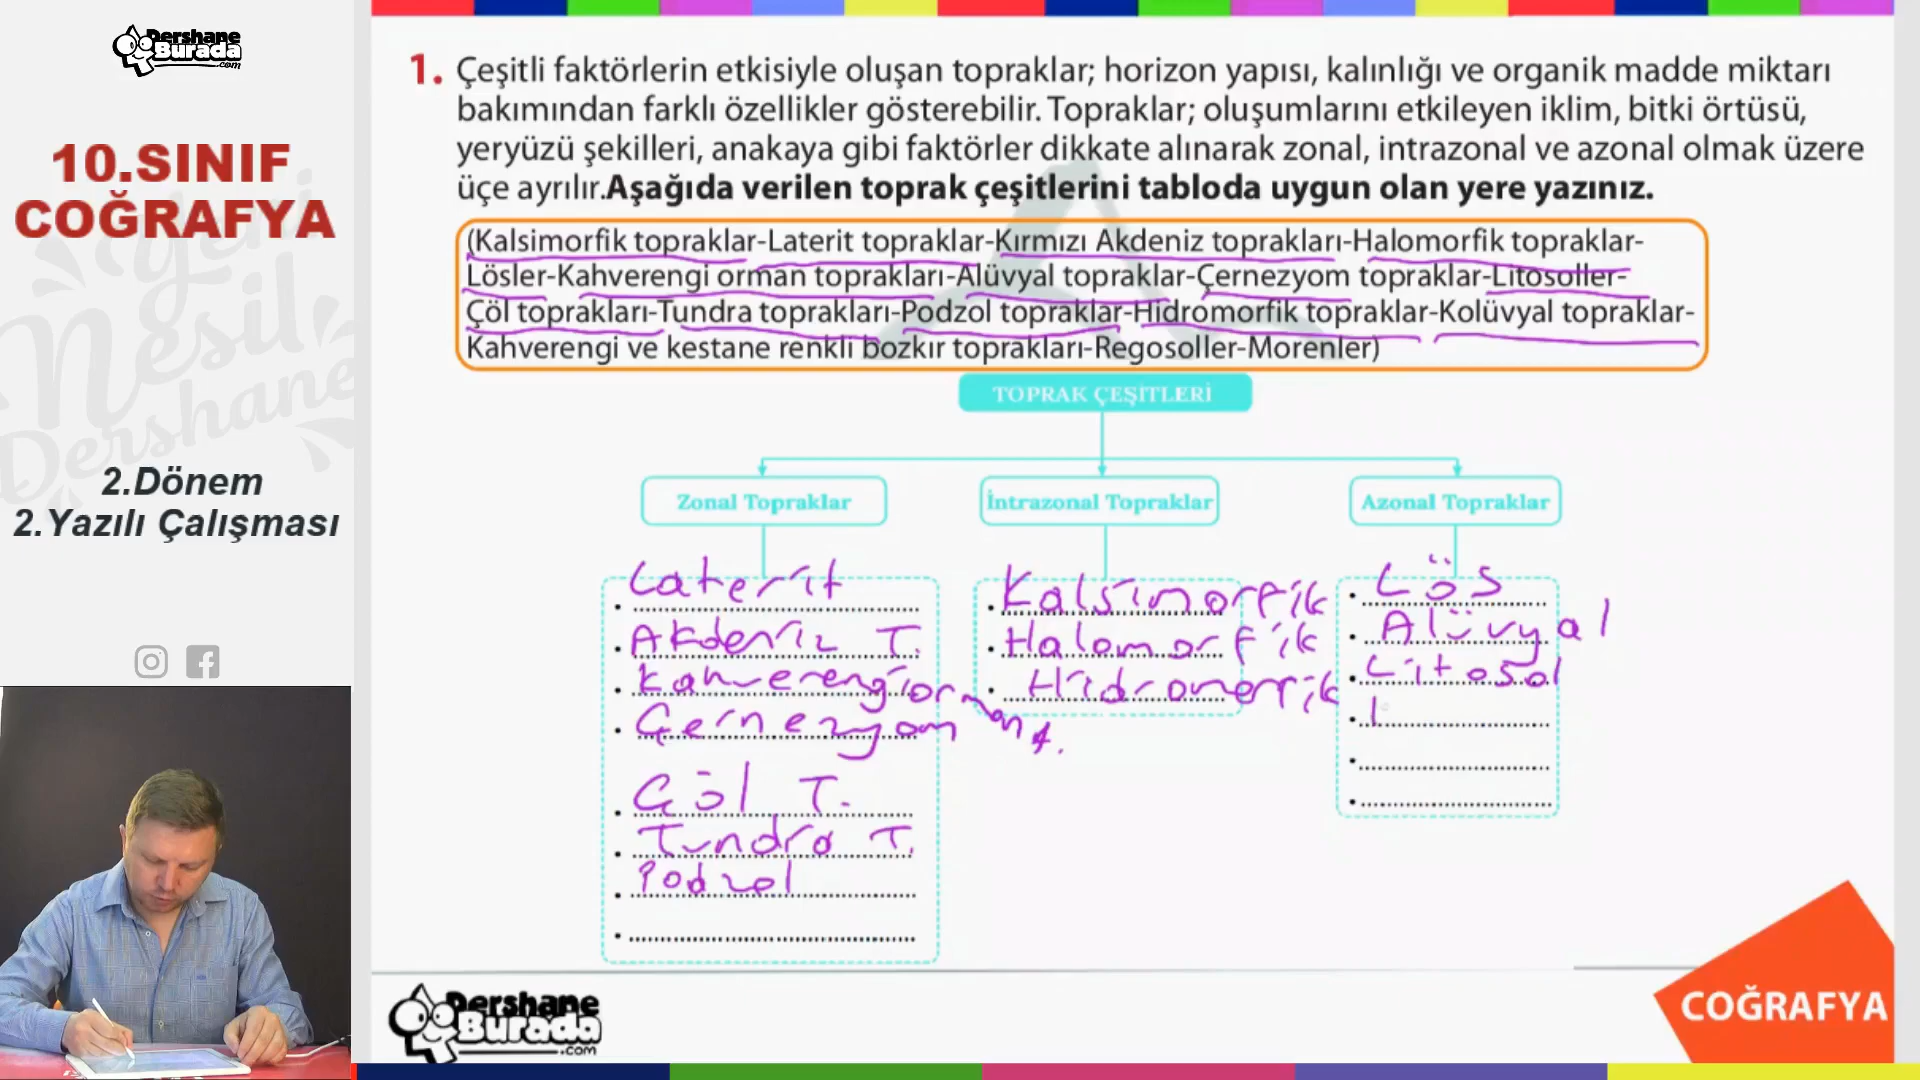 Dershane
Burada
.com
10.SINIF
COĞRAFYA
Yeni
Nesil
Dershane
2.Dönem
2.Yazılı Çalışması
1. Çeşitli faktörlerin etkisiyle oluşan topraklar; horizon yapısı, kalınlığı ve organik madde miktarı
bakımından farklı özellikler gösterebilir. Topraklar; oluşumlarını etkileyen iklim, bitki örtüsü,
yeryüzü şekilleri, anakaya gibi faktörler dikkate alınarak zonal, intrazonal ve azonal olmak üzere
üçe ayrılır.Aşağıda verilen toprak çeşitlerini tabloda uygun olan yere yazınız.
(Kalsimorfik topraklar-Laterit topraklar-Kırmızı Akdeniz toprakları-Halomorfik topraklar-
Lösler-Kahverengi orman toprakları-Alüvyal topraklar-Çernezyom topraklar-Litosoller-
Çöl toprakları-Tundra toprakları-Podzol topraklar-Hidromorfik topraklar-Kolüvyal topraklar-
Kahverengi ve kestane renkli bozkır toprakları-Regosoller-Morenler)
TOPRAK ÇEŞİTLERİ
Zonal Topraklar
Laterit
Akdeniz T.
Kahverengi orman t.
Çernezyom
Çöl T.
Tundra T.
Podzol
İntrazonal Topraklar
Kalsimorfik
Halomorfik
Hidromorfik
Azonal Topraklar
Lös
Alüvyal
Litosol
COĞRAFYA
Dershane
Burada
.com